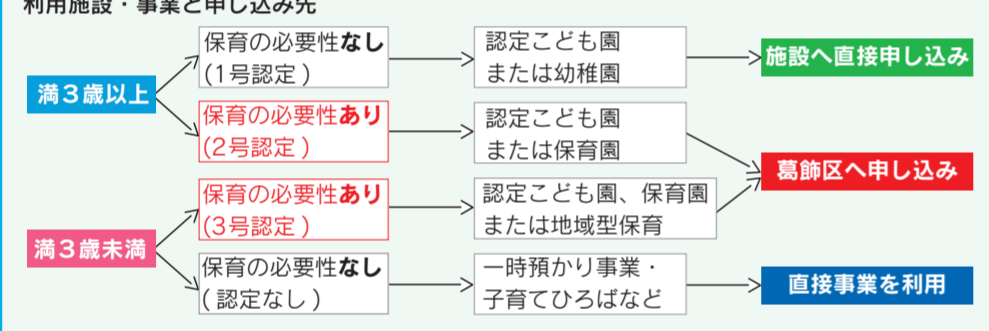 利用施設・事業と申し込み先
満３歳以上
保育の必要性なし
(1号認定)
認定こども園
または幼稚園
施設へ直接申し込み
保育の必要性あり
(2号認定)
認定こども園
または保育園
葛飾区へ申し込み
満３歳未満
保育の必要性あり
(3号認定)
認定こども園、保育園
または地域型保育
保育の必要性なし
(認定なし)
一時預かり事業・
子育てひろばなど
直接事業を利用